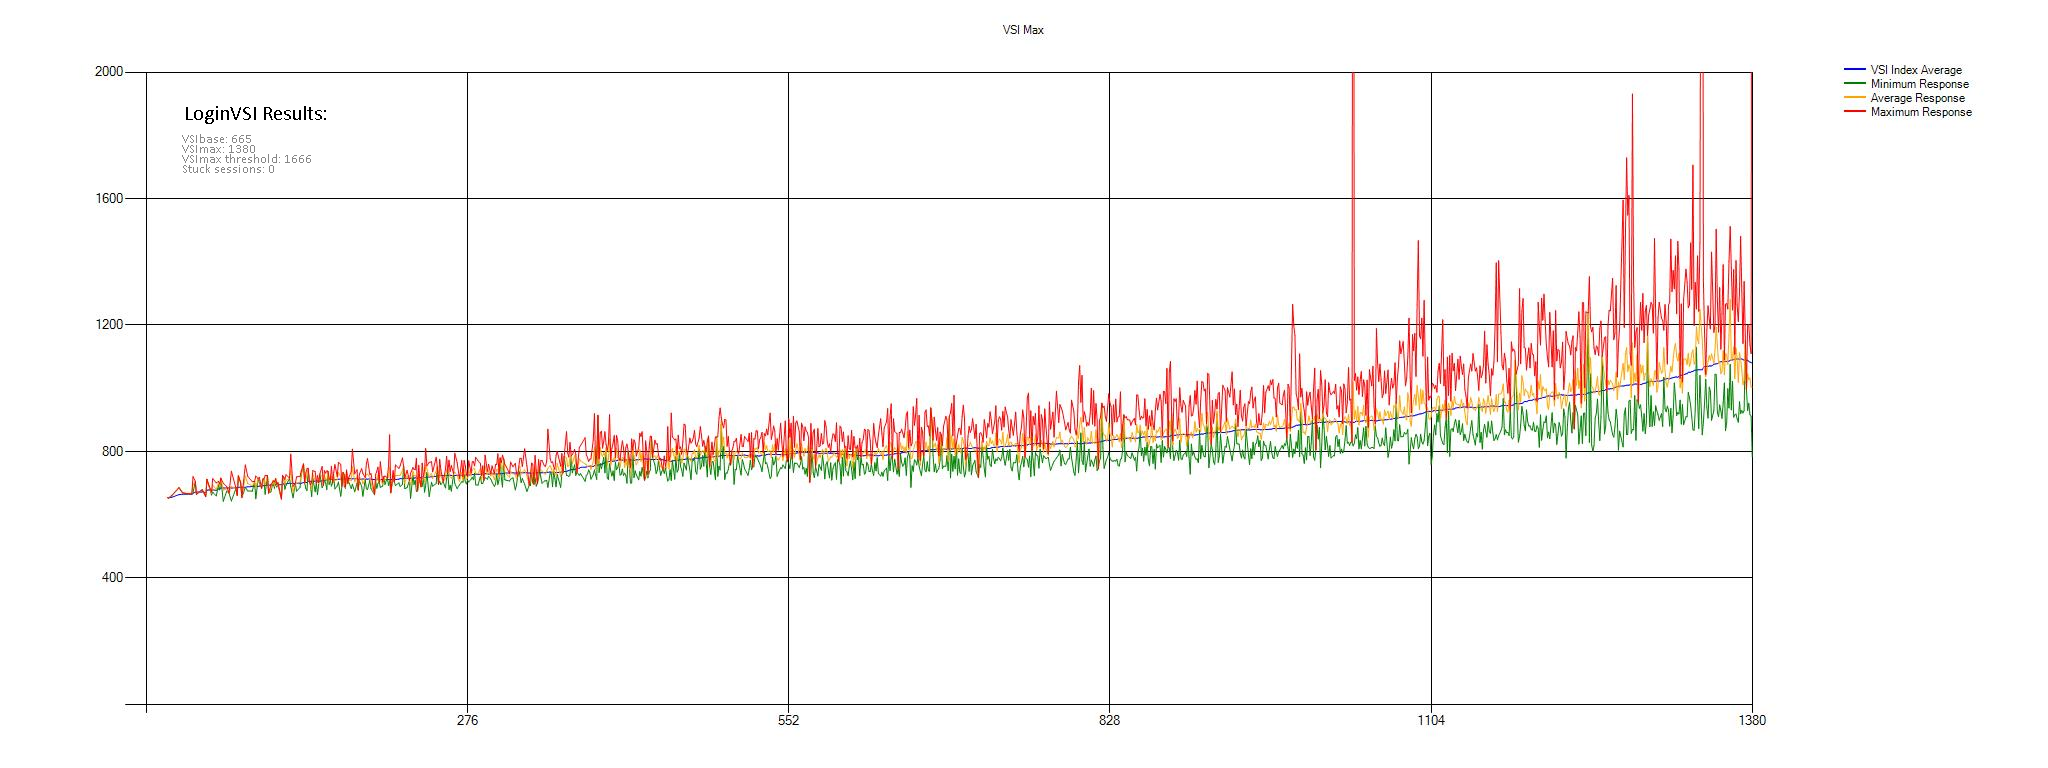 VSI Max
2000
1600
1200
800
400
LoginVSI Results:
VSIbase: 665
VSImax: 1380
VSImax threshold: 1666
Stuck sessions: 0
VSI Index Average
Minimum Response
Average Response
Maximum Response
276 552 828 1104 1380